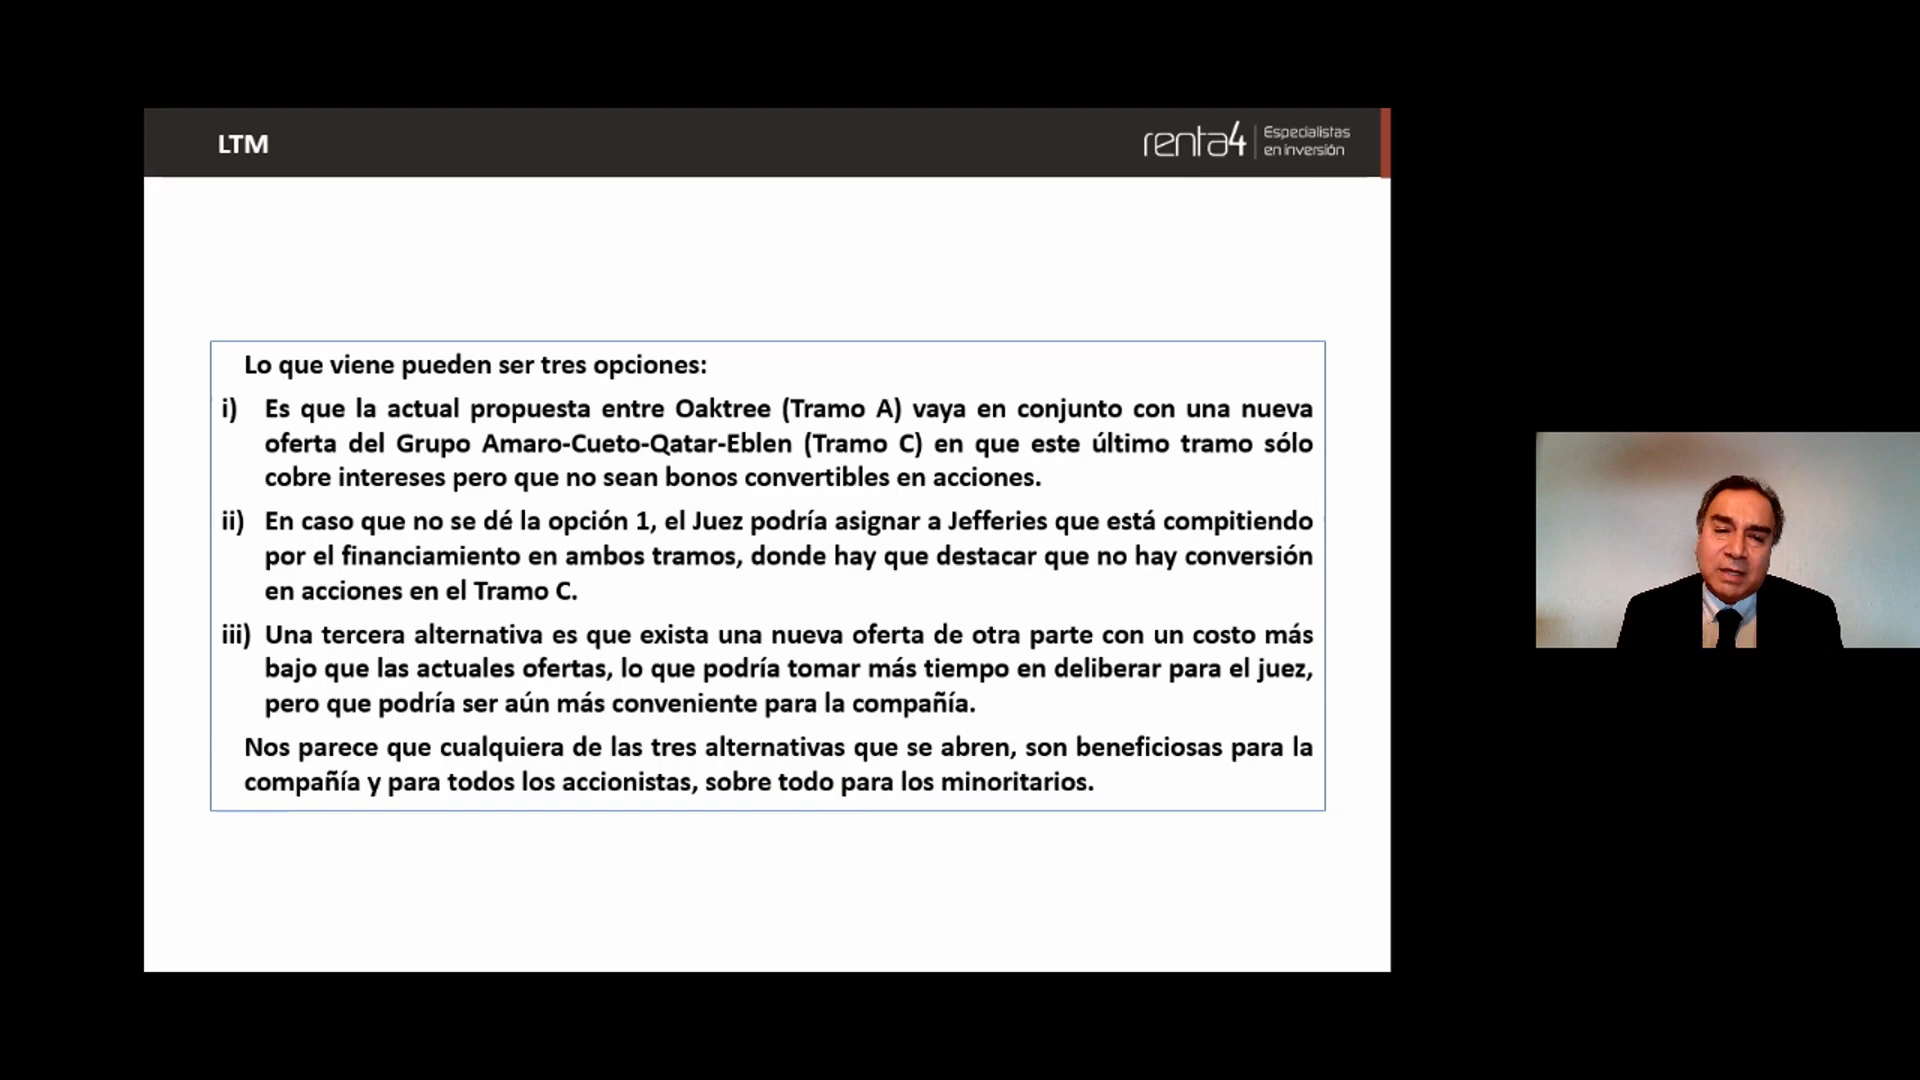 LTM
renta4 Especialistas
en inversión
Lo que viene pueden ser tres opciones:
i) Es que la actual propuesta entre Oaktree (Tramo A) vaya en conjunto con una nueva
oferta del Grupo Amaro-Cueto-Qatar-Eblen (Tramo C) en que este último tramo sólo
cobre intereses pero que no sean bonos convertibles en acciones.
ii) En caso que no se dé la opción 1, el Juez podría asignar a Jefferies que está compitiendo
por el financiamiento en ambos tramos, donde hay que destacar que no hay conversión
en acciones en el Tramo C.
iii) Una tercera alternativa es que exista una nueva oferta de otra parte con un costo más
bajo que las actuales ofertas, lo que podría tomar más tiempo en deliberar para el juez,
pero que podría ser aún más conveniente para la compañía.
Nos parece que cualquiera de las tres alternativas que se abren, son beneficiosas para la
compañía y para todos los accionistas, sobre todo para los minoritarios.